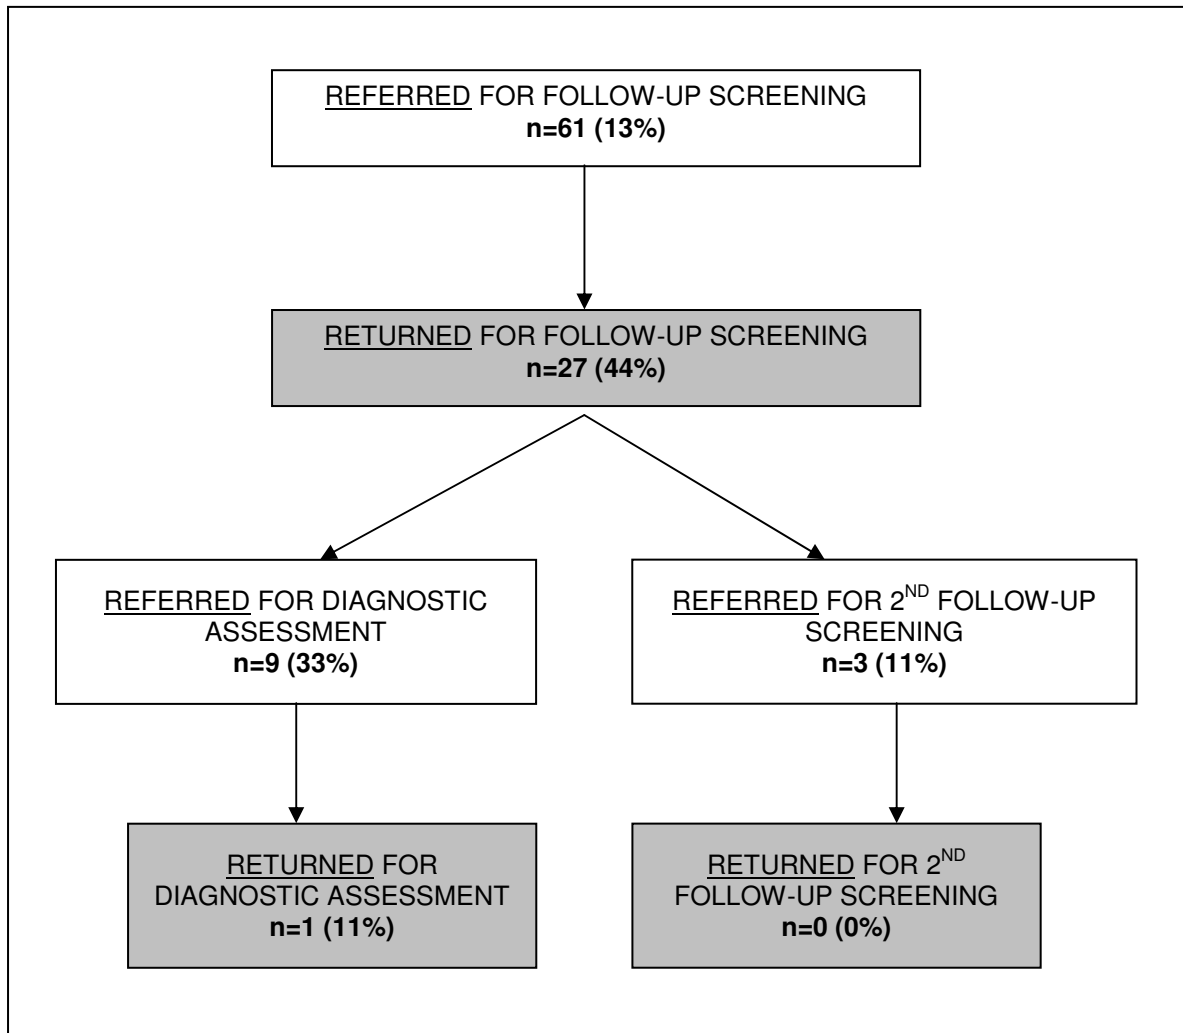 REFERRED FOR FOLLOW-UP SCREENING
n=61 (13%)
RETURNED FOR FOLLOW-UP SCREENING
n=27 (44%)
REFERRED FOR DIAGNOSTIC
ASSESSMENT
n=9 (33%)
REFERRED FOR 2ND FOLLOW-UP
SCREENING
n=3 (11%)
RETURNED FOR
DIAGNOSTIC ASSESSMENT
n=1 (11%)
RETURNED FOR 2ND
FOLLOW-UP SCREENING
n=0 (0%)